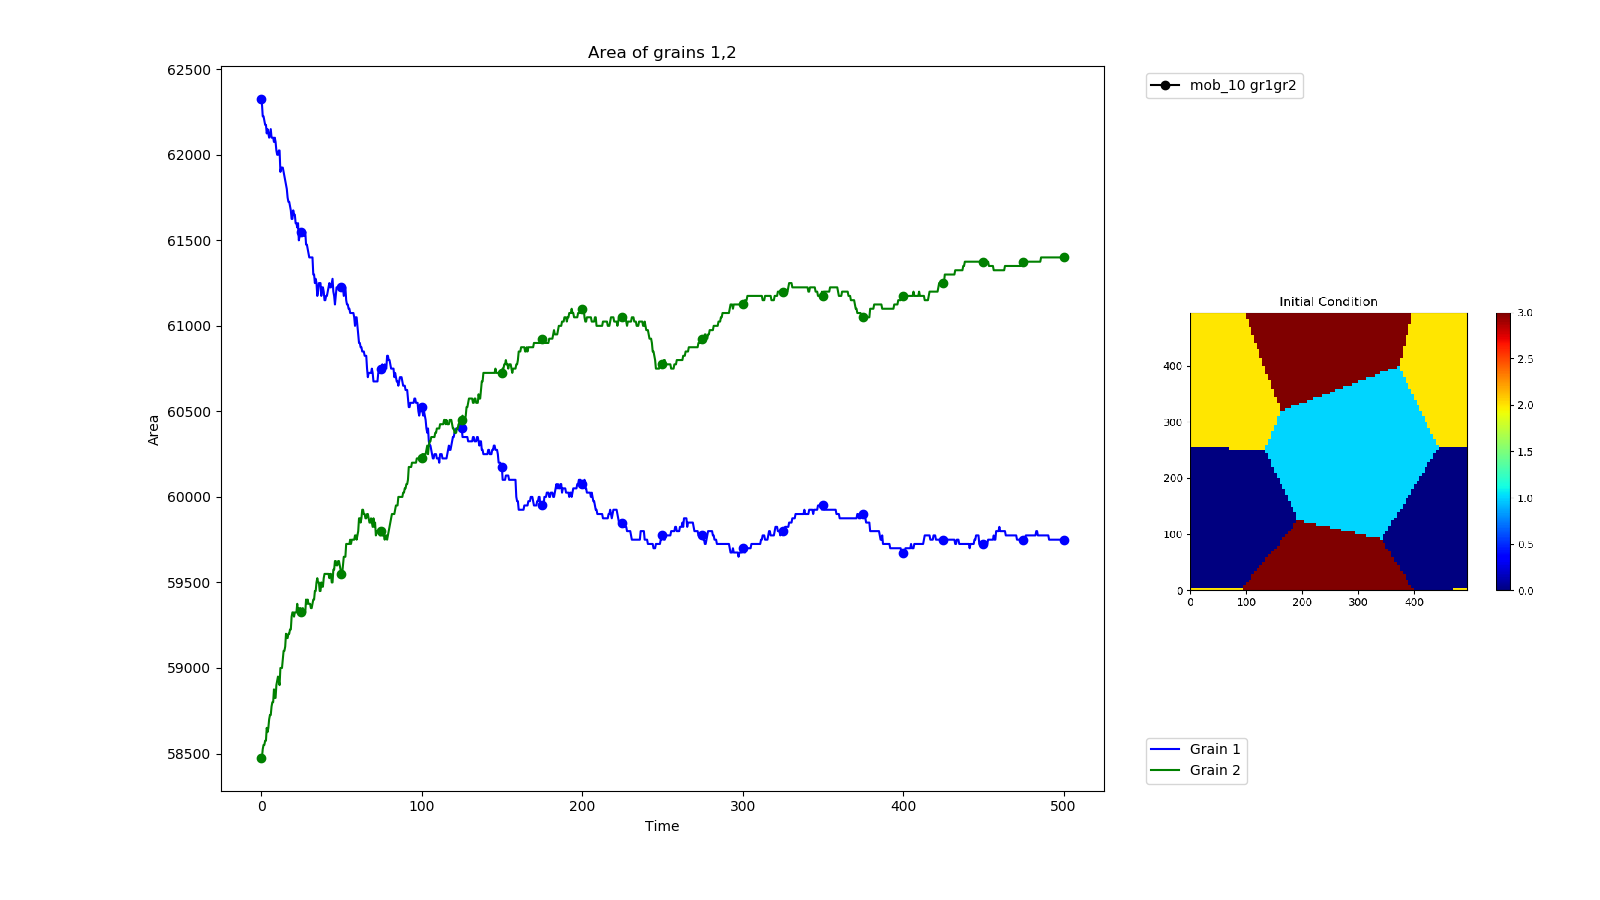 Area of grains 1,2
62500
62000
61500
61000
60500
60000
59500
59000
58500
Area
0 100 200 300 400 500
Time
mob_10 gr1gr2
Initial Condition
400
300
200
100
0
0 100 200 300 400
3.0
2.5
2.0
1.5
1.0
0.5
0.0
Grain 1
Grain 2